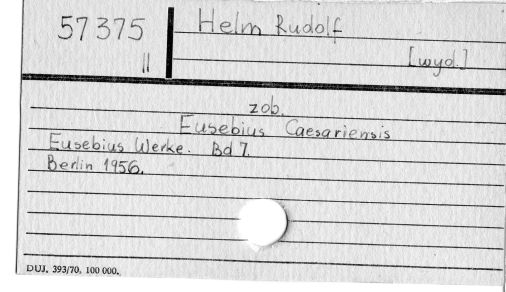 57375
II
Helm Rudolf
[wyd.]
zob.
Eusebius Caesariensis
Eusebius Werke. Bd 7.
Berlin 1956.
DUJ. 393/70. 100 000.